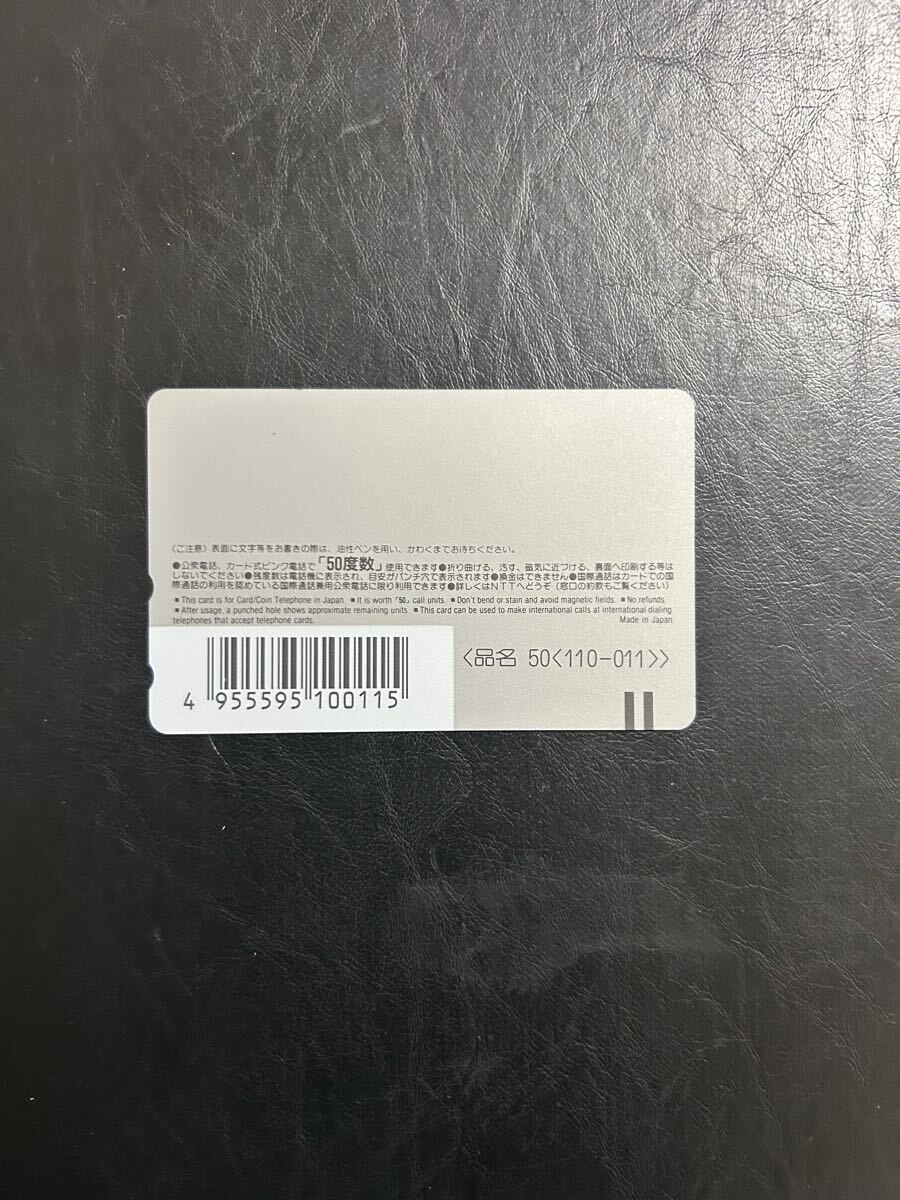 〈ご注意〉表面に文字等をお書きの際は、油性ペンを用い、かわくまでお待ちください。
●公衆電話、カード式ピンク電話で「50度数」使用できます●折り曲げる、汚す、磁気に近づける、裏面へ印刷する等は
しないでください●残度数は電話機に表示され、目安がパンチ穴で表示されます●換金はできません●国際通話はカードでの国
際通話の利用を認めている国際通話兼用公衆電話に限り利用できます●詳しくはNTTへどうぞ(窓口の約款もご覧ください)
■This card is for Card/Coin Telephone in Japan. ■It is worth「50」call units. ■Don't bend or stain and avoid magnetic fields. ■No refunds.
■After usage, a punched hole shows approximate remaining units. ■This card can be used to make international calls at international dialing
telephones that accept telephone cards. Made in Japan
〈品名 50〈110-011〉〉
4 955595 100115